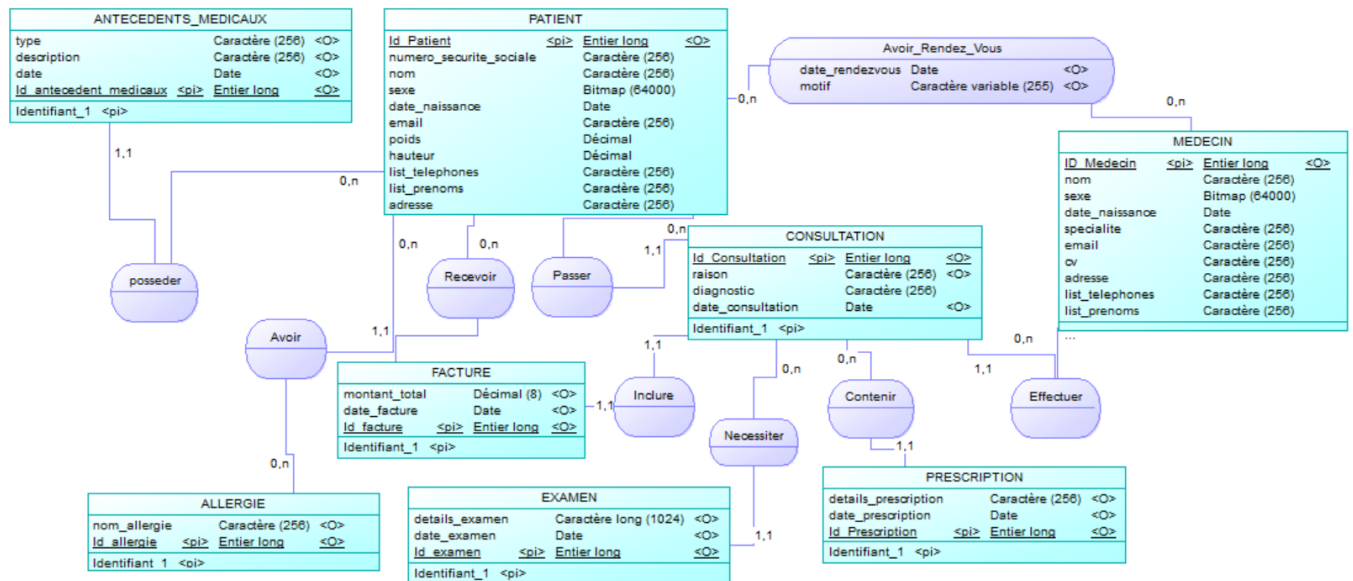 ANTECEDENTS_MEDICAUX
type Caractère (256) <O>
description Caractère (256) <O>
date Date <O>
Id_antecedent_medicaux <pi> Entier long <O>
Identifiant_1 <pi>
PATIENT
Id_Patient <pi> Entier long <O>
numero_securite_sociale Caractère (256)
nom Caractère (256)
sexe Bitmap (64000)
date_naissance Date
email Caractère (256)
poids Décimal
hauteur Décimal
list_telephones Caractère (256)
list_prenoms Caractère (256)
adresse Caractère (256)
Avoir_Rendez_Vous
date_rendezvous Date <O>
motif Caractère variable (255) <O>
0,n
0,n
MEDECIN
ID_Medecin <pi> Entier long <O>
nom Caractère (256)
sexe Bitmap (64000)
date_naissance Date
specialite Caractère (256)
email Caractère (256)
cv Caractère (256)
adresse Caractère (256)
list_telephones Caractère (256)
list_prenoms Caractère (256)
...
1,1
0,n
posseder
0,n
0,n
Recevoir
Passer
0,n
1,1
CONSULTATION
Id_Consultation <pi> Entier long <O>
raison Caractère (256) <O>
diagnostic Caractère (256)
date_consultation Date <O>
Identifiant_1 <pi>
Avoir
1,1
1,1
0,n
0,n
0,n
1,1
FACTURE
montant_total Décimal (8) <O>
date_facture Date <O>
Id_facture <pi> Entier long <O>
Identifiant_1 <pi>
1,1
Inclure
Necessiter
Contenir
Effectuer
0,n
1,1
1,1
ALLERGIE
nom_allergie Caractère (256) <O>
Id_allergie <pi> Entier long <O>
Identifiant_1 <pi>
EXAMEN
details_examen Caractère long (1024) <O>
date_examen Date <O>
Id_examen <pi> Entier long <O>
Identifiant_1 <pi>
PRESCRIPTION
details_prescription Caractère (256) <O>
date_prescription Date <O>
Id_Prescription <pi> Entier long <O>
Identifiant_1 <pi>